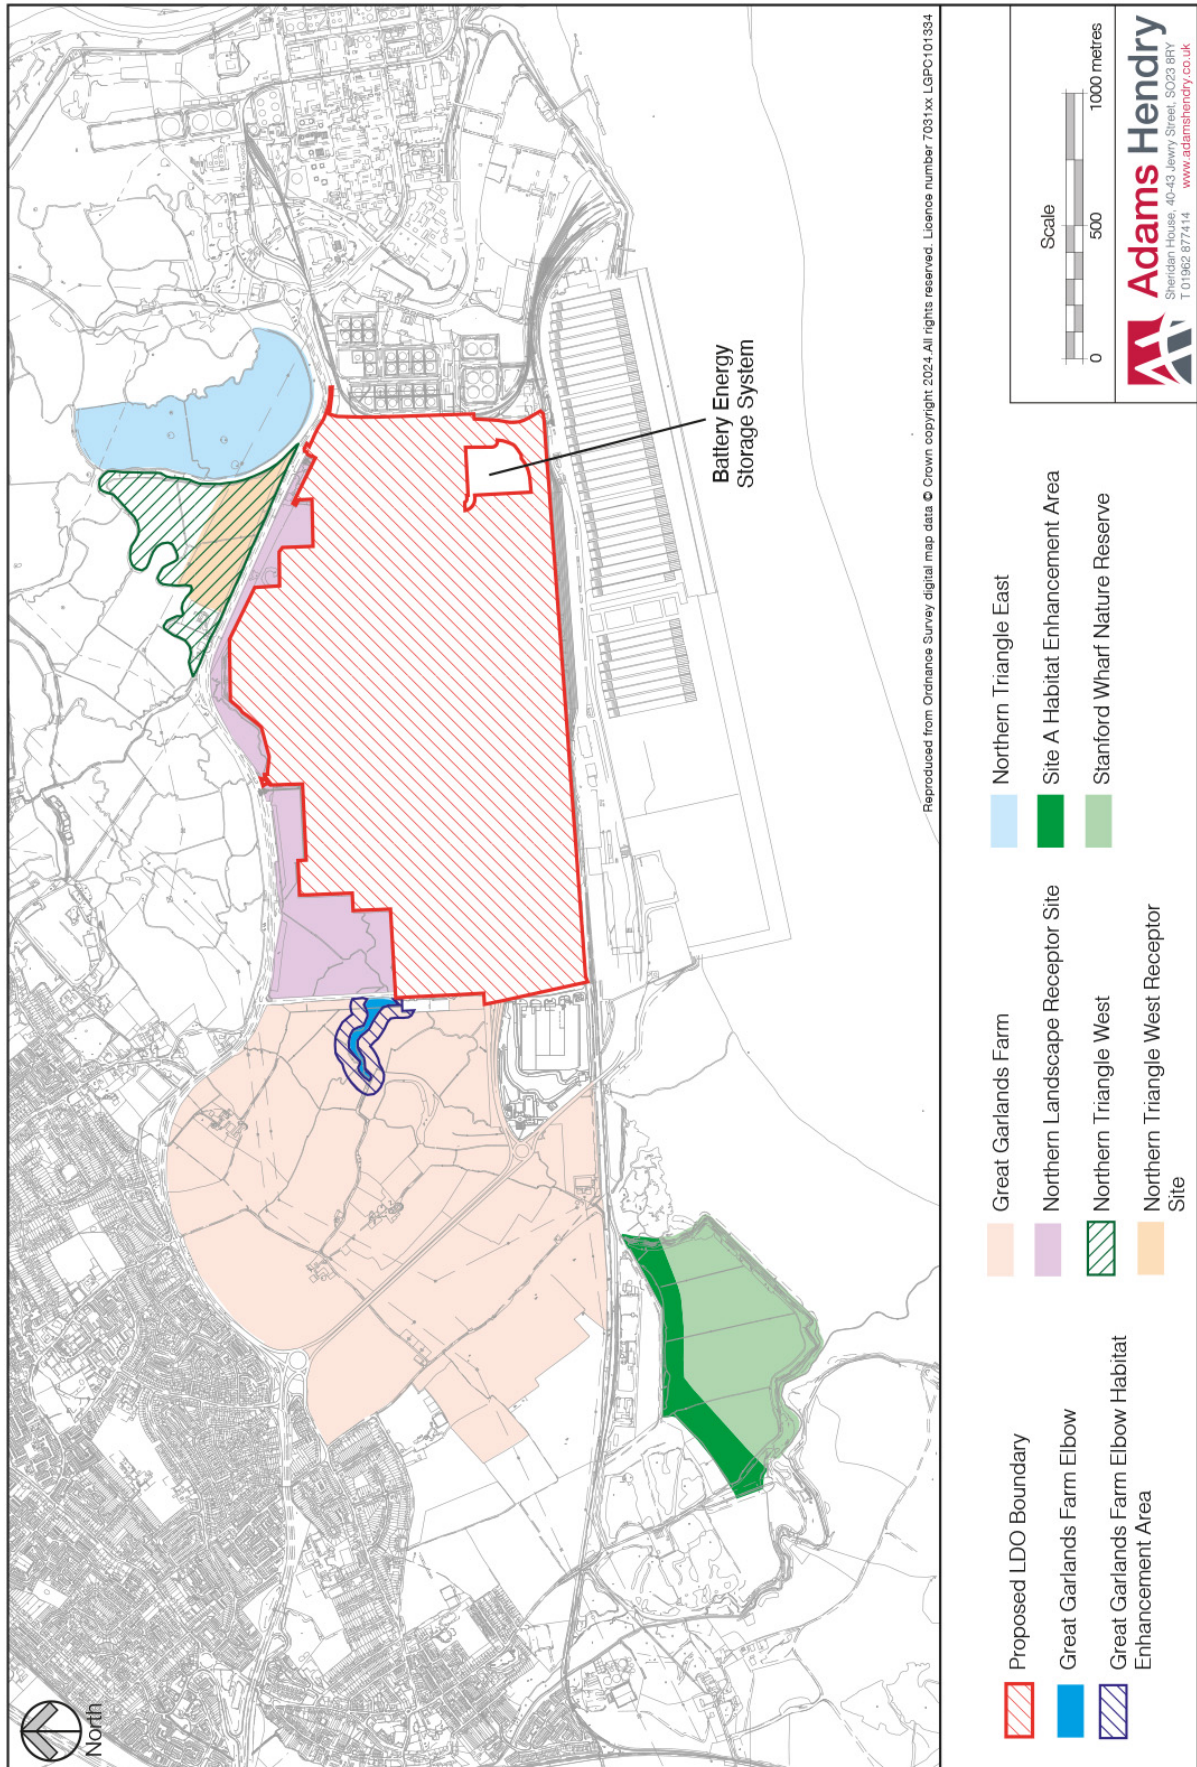 North
Battery Energy
Storage System
Reproduced from Ordnance Survey digital map data © Crown copyright 2024.All rights reserved. Licence number 7031xx LGPC101334
Proposed LDO Boundary
Great Garlands Farm Elbow
Great Garlands Farm Elbow Habitat
Enhancement Area
Great Garlands Farm
Northern Landscape Receptor Site
Northern Triangle West
Northern Triangle West Receptor
Site
Northern Triangle East
Site A Habitat Enhancement Area
Stanford Wharf Nature Reserve
Scale
0 500 1000 metres
Adams Hendry
Sheridan House, 40-43 Jewry Street, SO23 8RY
T 01962 877414 www.adamshendry.co.uk